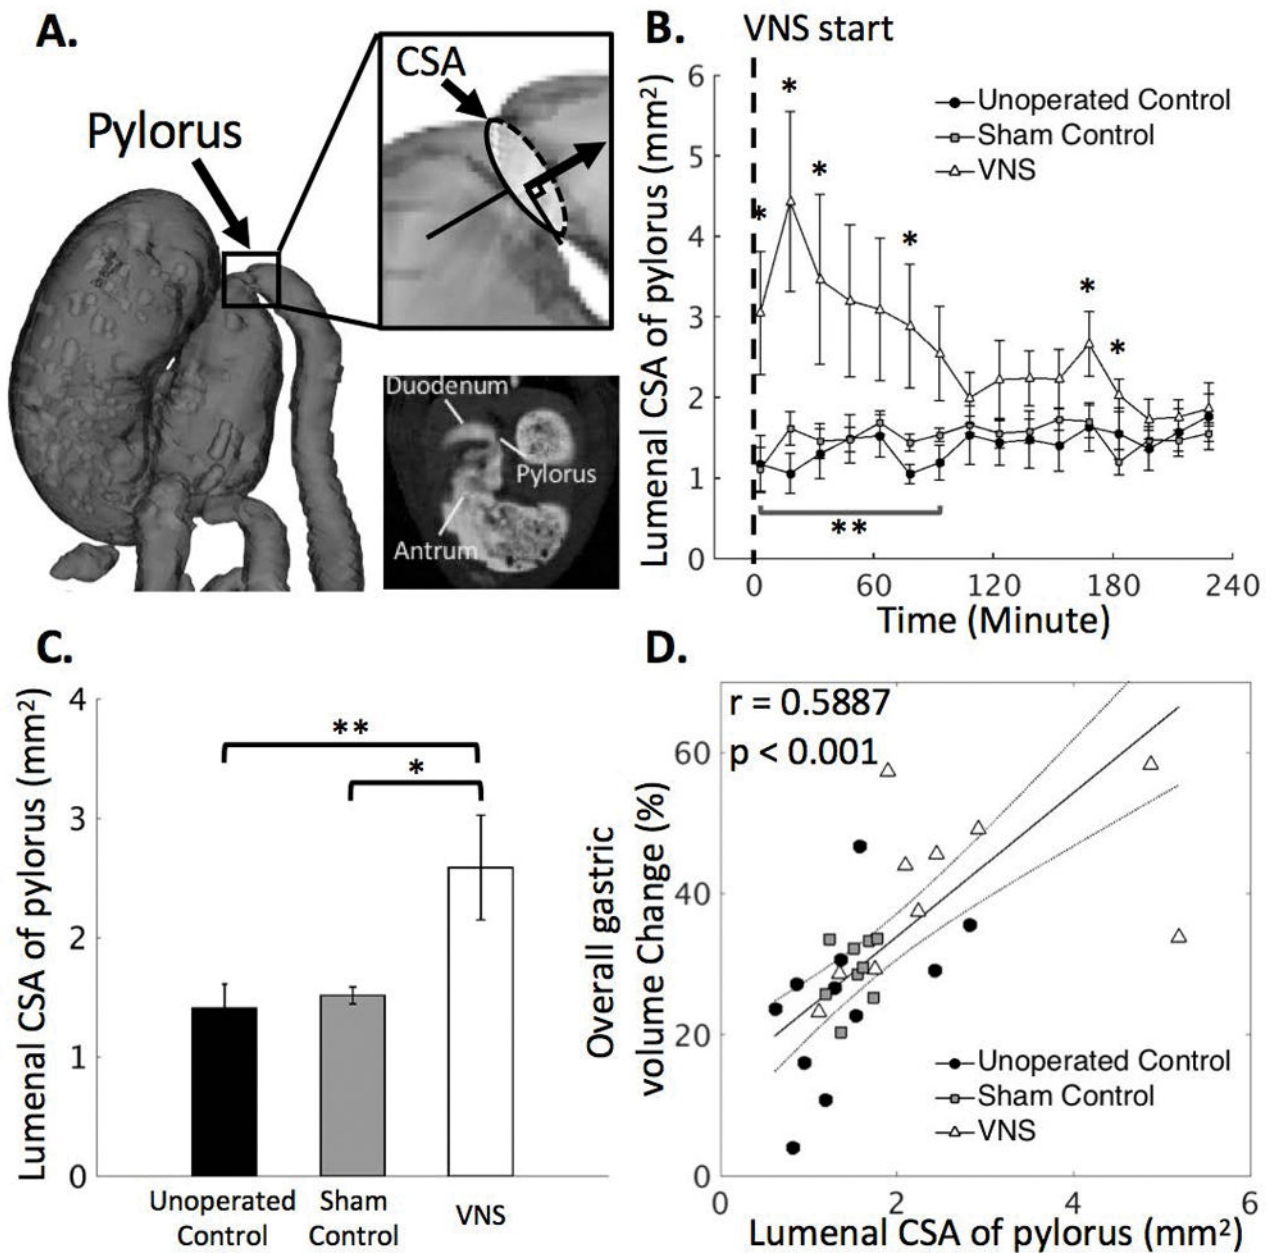 A.
Pylorus
CSA
Duodenum
Pylorus
Antrum
B.
VNS start
Lumenal CSA of pylorus (mm²)
6
5
4
3
2
1
0
Unoperated Control
Sham Control
VNS
*
*
*
*
*
*
**
0 60 120 180 240
Time (Minute)
C.
Lumenal CSA of pylorus (mm²)
4
3
2
1
0
**
*
Unoperated
Control
Sham
Control
VNS
D.
r = 0.5887
p < 0.001
Overall gastric
volume Change (%)
60
40
20
0
Unoperated Control
Sham Control
VNS
0 2 4 6
Lumenal CSA of pylorus (mm²)